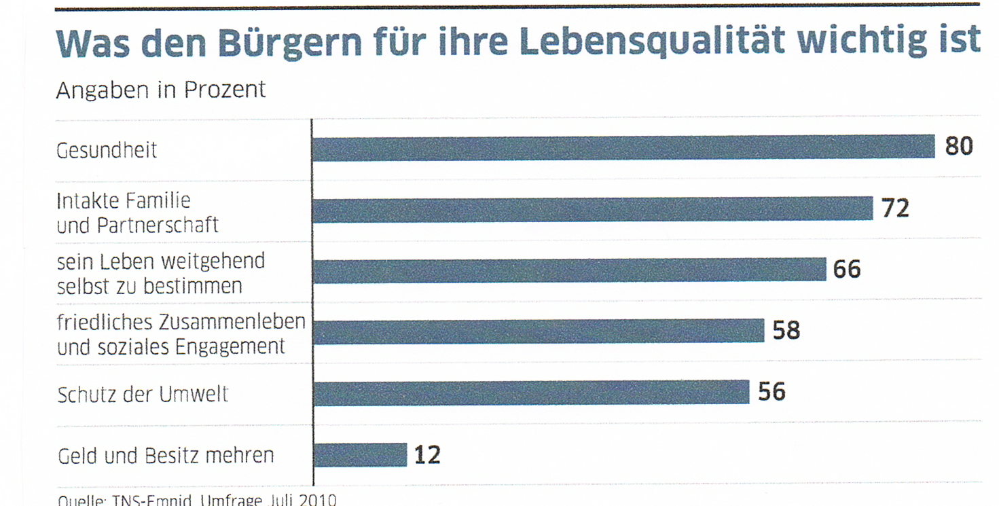 Was den Bürgern für ihre Lebensqualität wichtig ist
Angaben in Prozent
Gesundheit
80
Intakte Familie
und Partnerschaft
72
sein Leben weitgehend
selbst zu bestimmen
66
friedliches Zusammenleben
und soziales Engagement
58
Schutz der Umwelt
56
Geld und Besitz mehren
12
Quelle: TNS-Emnid, Umfrage Juli 2010